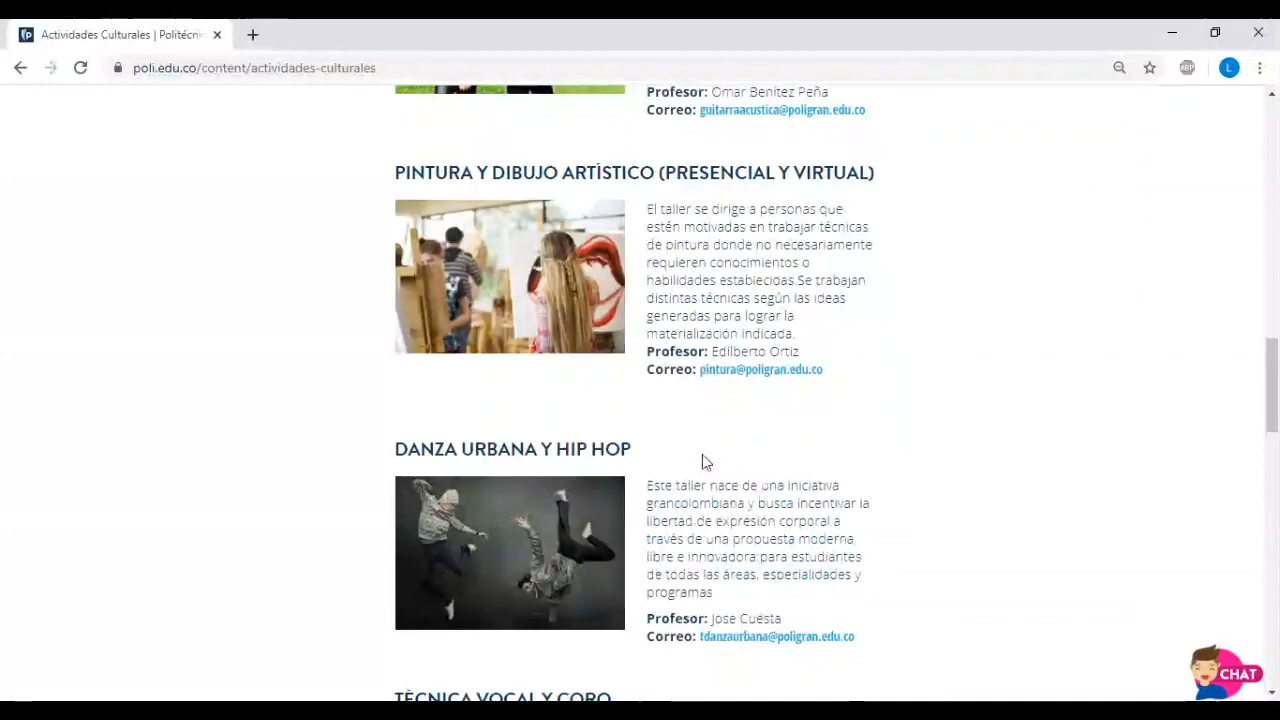 Actividades Culturales | Politécni
poli.edu.co/content/actividades-culturales
ABP
L
Profesor: Omar Benítez Peña
Correo: guitarraacustica@poligran.edu.co
PINTURA Y DIBUJO ARTÍSTICO (PRESENCIAL Y VIRTUAL)
El taller se dirige a personas que
estén motivadas en trabajar técnicas
de pintura donde no necesariamente
requieren conocimientos o
habilidades establecidas.Se trabajan
distintas técnicas según las ideas
generadas para lograr la
materialización indicada.
Profesor: Edilberto Ortiz
Correo: pintura@poligran.edu.co
DANZA URBANA Y HIP HOP
Este taller nace de una iniciativa
grancolombiana y busca incentivar la
libertad de expresión corporal a
través de una propuesta moderna
libre e innovadora para estudiantes
de todas las áreas, especialidades y
programas
Profesor: Jose Cuesta
Correo: tdanzaurbana@poligran.edu.co
CHAT
TÉCNICA VOCAL Y CORO